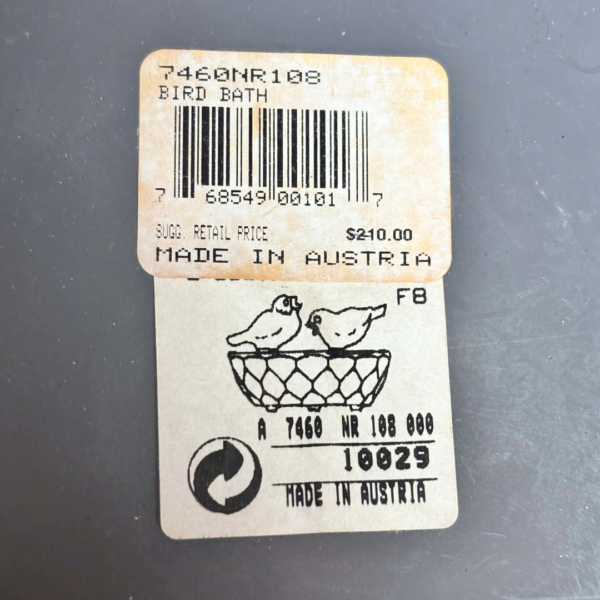 7460NR108
BIRD BATH
7 68549 00101 7
SUGG. RETAIL PRICE $210.00
MADE IN AUSTRIA
F8
A 7460 NR 108 000
10029
MADE IN AUSTRIA